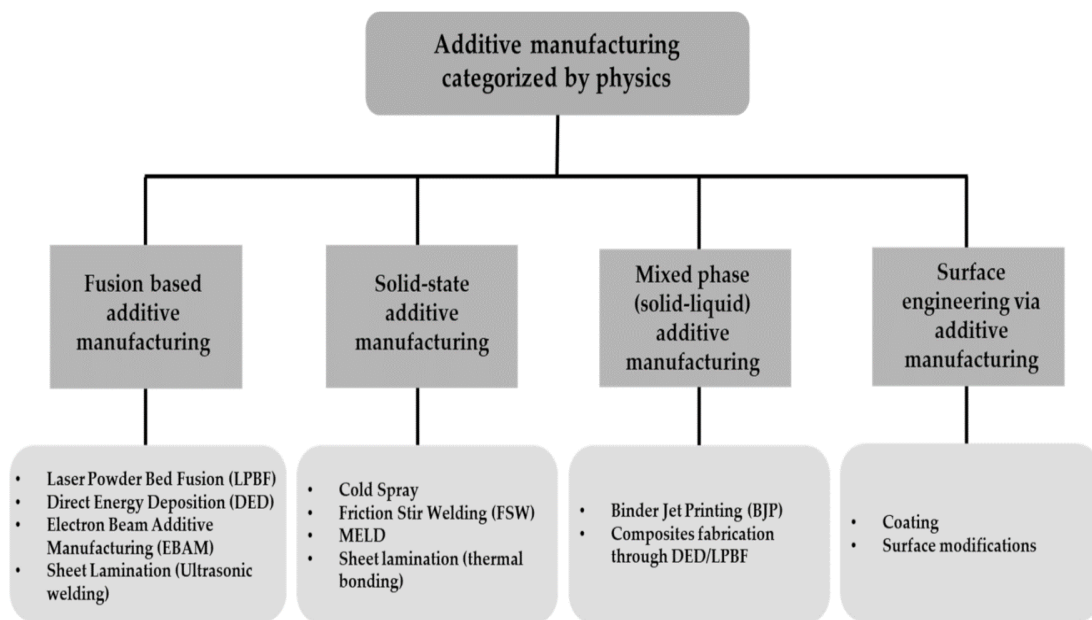 Additive manufacturing
categorized by physics
Fusion based
additive
manufacturing
Solid-state
additive
manufacturing
Mixed phase
(solid-liquid)
additive
manufacturing
Surface
engineering via
additive
manufacturing
• Laser Powder Bed Fusion (LPBF)
• Direct Energy Deposition (DED)
• Electron Beam Additive
Manufacturing (EBAM)
• Sheet Lamination (Ultrasonic
welding)
• Cold Spray
• Friction Stir Welding (FSW)
• MELD
• Sheet lamination (thermal
bonding)
• Binder Jet Printing (BJP)
• Composites fabrication
through DED/LPBF
• Coating
• Surface modifications